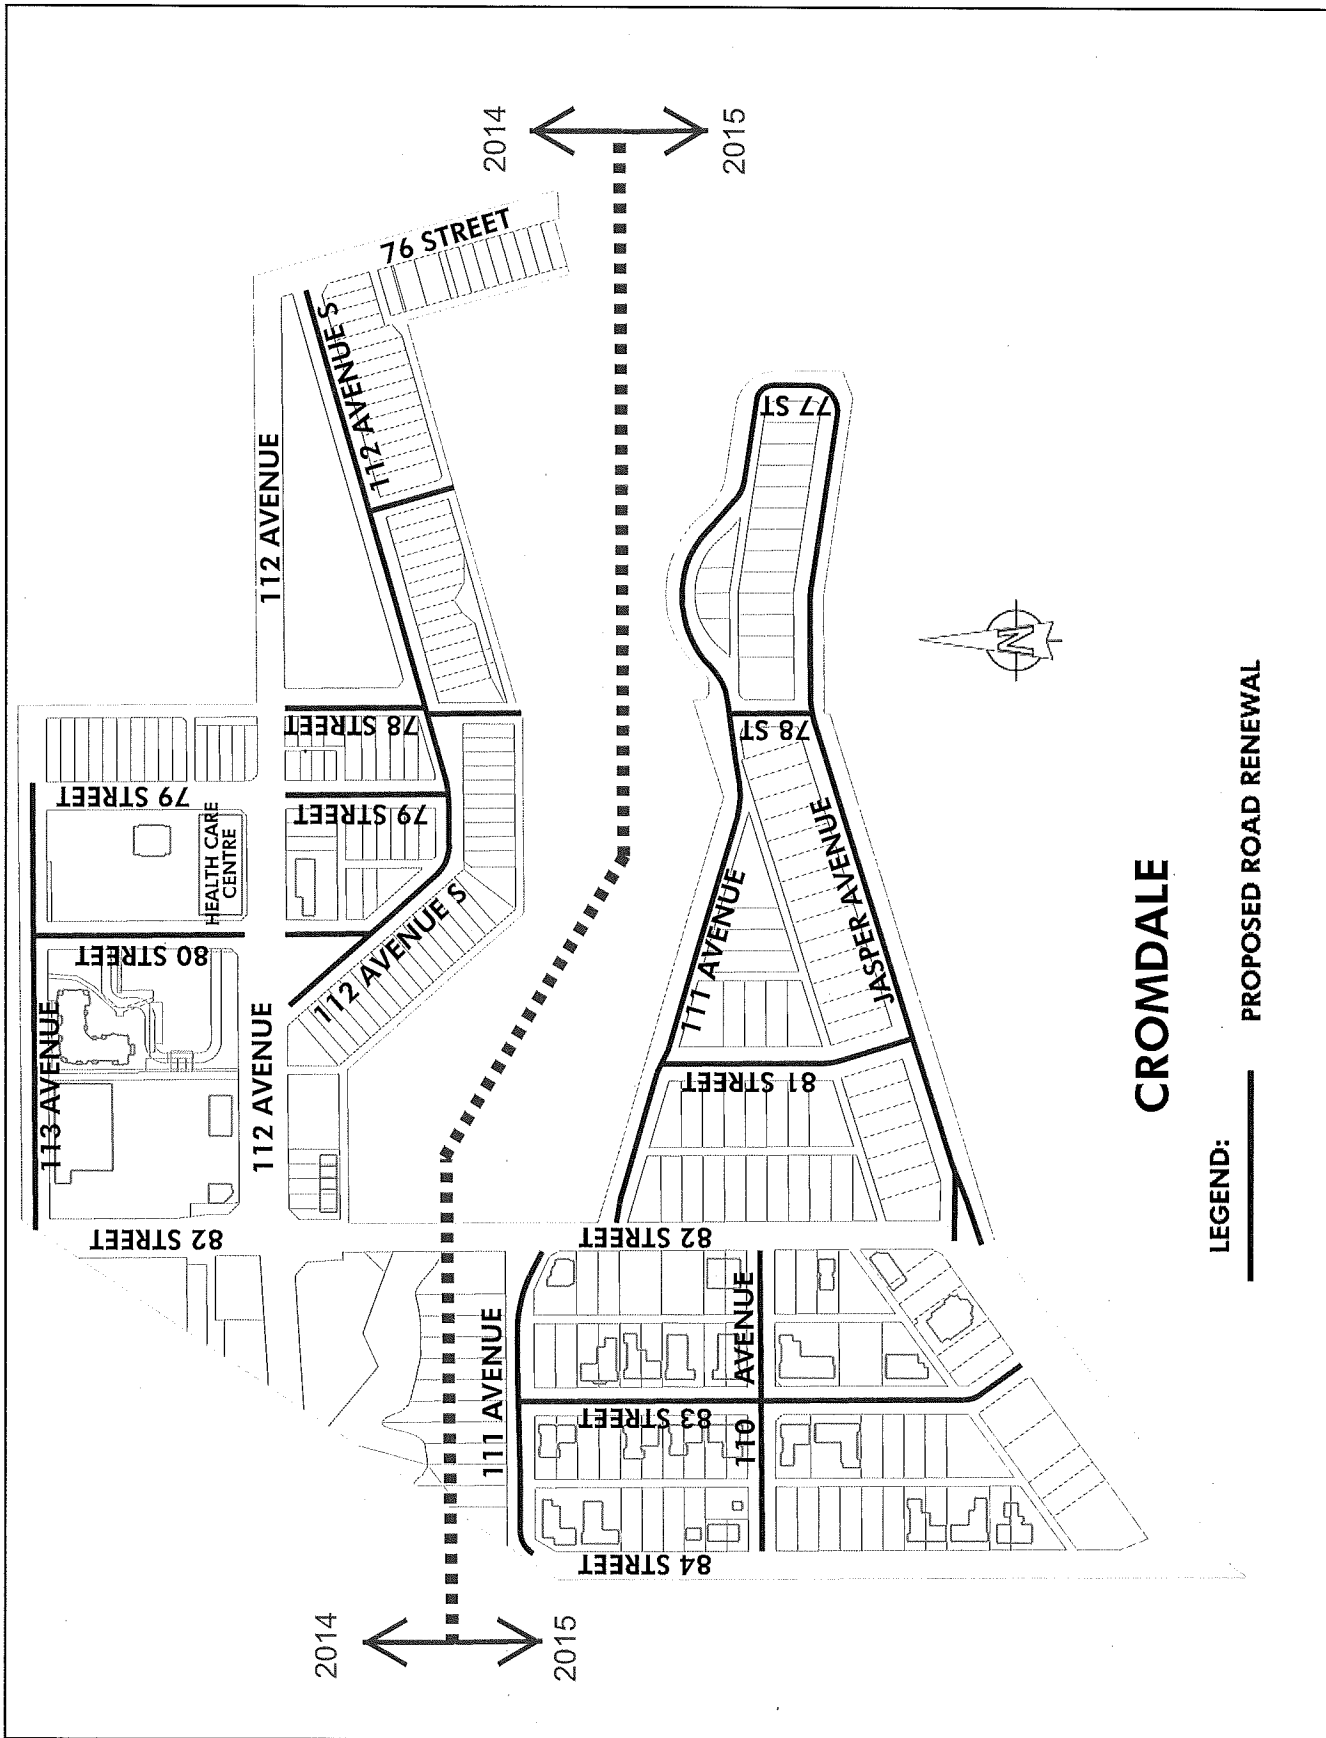 2014
2015
76 STREET
112 AVENUE S
112 AVENUE
77 ST
78 STREET
78 ST
79 STREET
79 STREET
HEALTH CARE
CENTRE
80 STREET
112 AVENUE S
111 AVENUE
JASPER AVENUE
113 AVENUE
112 AVENUE
81 STREET
82 STREET
82 STREET
111 AVENUE
110 AVENUE
83 STREET
84 STREET
2014
2015
N
CROMDALE
LEGEND:
PROPOSED ROAD RENEWAL